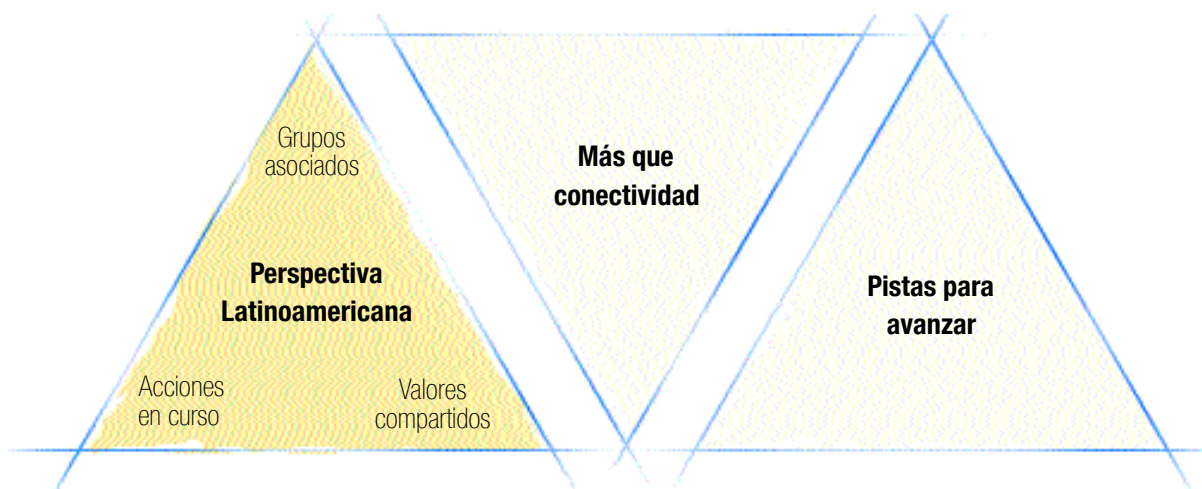 Grupos
asociados
Perspectiva
Latinoamericana
Acciones
en curso
Valores
compartidos
Más que
conectividad
Pistas para
avanzar